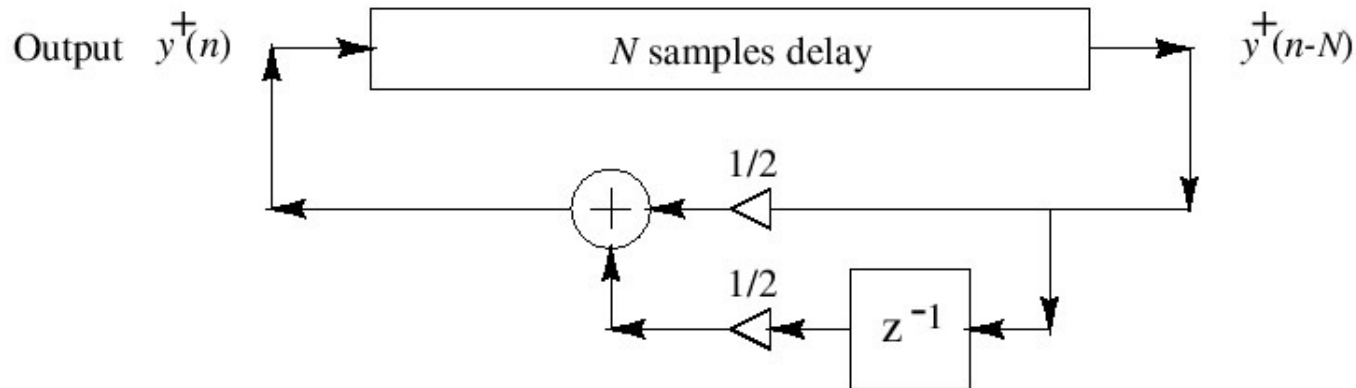 Output y⁺(n) N samples delay y⁺(n-N)
1/2
+
1/2
z⁻¹